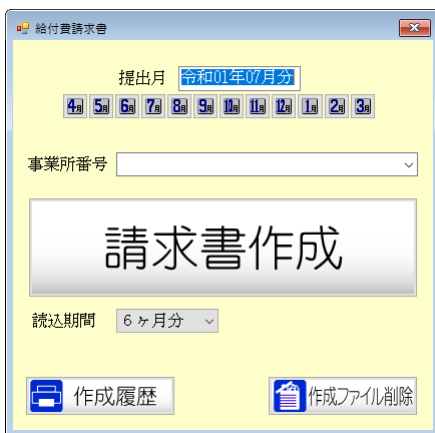 給付費請求書
提出月 令和01年07月分
4月 5月 6月 7月 8月 9月 10月 11月 12月 1月 2月 3月
事業所番号
請求書作成
読込期間 6ヶ月分
作成履歴 作成ファイル削除